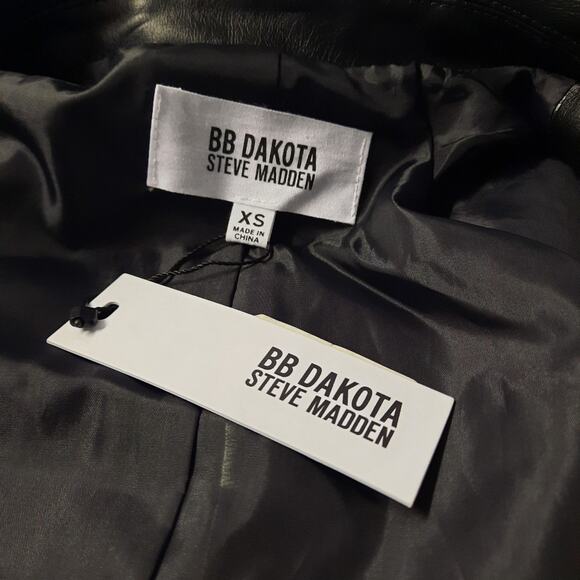 BB DAKOTA
STEVE MADDEN
XS
MADE IN
CHINA
BB DAKOTA
STEVE MADDEN